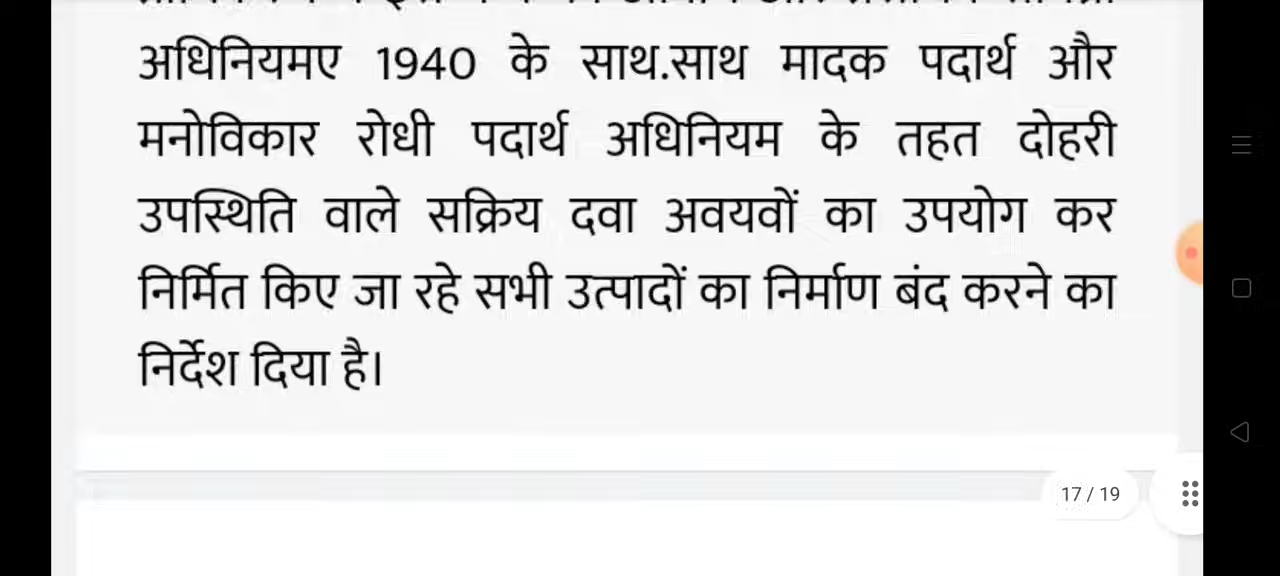 अधिनियमए 1940 के साथ.साथ मादक पदार्थ और
मनोविकार रोधी पदार्थ अधिनियम के तहत दोहरी
उपस्थिति वाले सक्रिय दवा अवयवों का उपयोग कर
निर्मित किए जा रहे सभी उत्पादों का निर्माण बंद करने का
निर्देश दिया है।
17 / 19